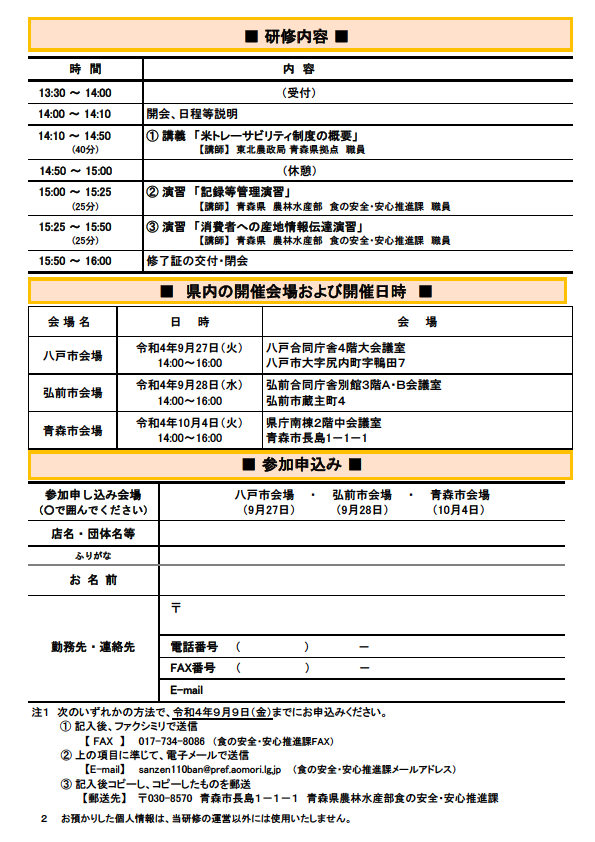 ■ 研修内容 ■
時 間 内 容
13:30 ～ 14:00 （受付）
14:00 ～ 14:10 開会、日程等説明
14:10 ～ 14:50 ① 講義 「米トレーサビリティ制度の概要」
（40分） 【講師】 東北農政局 青森県拠点 職員
14:50 ～ 15:00 （休憩）
15:00 ～ 15:25 ② 演習 「記録等管理演習」
（25分） 【講師】 青森県 農林水産部 食の安全・安心推進課 職員
15:25 ～ 15:50 ③ 演習 「消費者への産地情報伝達演習」
（25分） 【講師】 青森県 農林水産部 食の安全・安心推進課 職員
15:50 ～ 16:00 修了証の交付・閉会
■ 県内の開催会場および開催日時 ■
会 場 名 日 時 会 場
八戸市会場 令和4年9月27日（火） 八戸合同庁舎4階大会議室
14:00～16:00 八戸市大字尻内町字鴨田７
弘前市会場 令和4年9月28日（水） 弘前合同庁舎別館３階Ａ・Ｂ会議室
14:00～16:00 弘前市蔵主町４
青森市会場 令和4年10月4日（火） 県庁南棟２階中会議室
14:00～16:00 青森市長島１－１－１
■ 参加申込み ■
参加申し込み会場 八戸市会場 ・ 弘前市会場 ・ 青森市会場
（〇で囲んでください） （9月27日） （9月28日） （10月4日）
店名・団体名等
ふりがな
お 名 前
勤務先・連絡先 〒
電話番号 （ ） －
FAX番号 （ ） －
E-mail
注１ 次のいずれかの方法で、令和４年９月９日（金）までにお申込みください。
① 記入後、ファクシミリで送信
【 FAX 】 017-734-8086 （食の安全・安心推進課FAX）
② 上の項目に準じて、電子メールで送信
【E-mail】 sanzen110ban@pref.aomori.lg.jp （食の安全・安心推進課メールアドレス）
③ 記入後コピーし、コピーしたものを郵送
【郵送先】 〒030-8570 青森市長島１－１－１ 青森県農林水産部食の安全・安心推進課
２ お預かりした個人情報は、当研修の運営以外には使用いたしません。